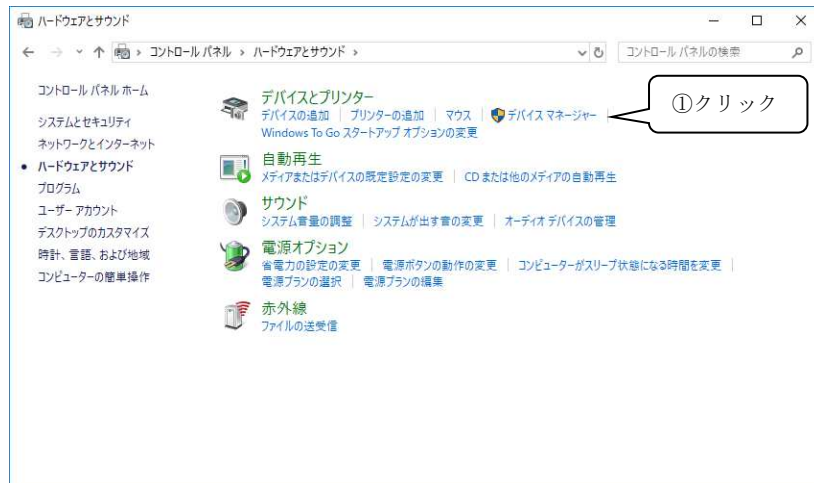 ハードウェアとサウンド
コントロール パネル › ハードウェアとサウンド ›
コントロール パネルの検索
コントロール パネル ホーム
システムとセキュリティ
ネットワークとインターネット
• ハードウェアとサウンド
プログラム
ユーザー アカウント
デスクトップのカスタマイズ
時計、言語、および地域
コンピューターの簡単操作
デバイスとプリンター
デバイスの追加 | プリンターの追加 | マウス | デバイス マネージャー |
Windows To Go スタートアップ オプションの変更
①クリック
自動再生
メディアまたはデバイスの既定設定の変更 | CD または他のメディアの自動再生
サウンド
システム音量の調整 | システムが出す音の変更 | オーディオ デバイスの管理
電源オプション
省電力の設定の変更 | 電源ボタンの動作の変更 | コンピューターがスリープ状態になる時間を変更 |
電源プランの選択 | 電源プランの編集
赤外線
ファイルの送受信